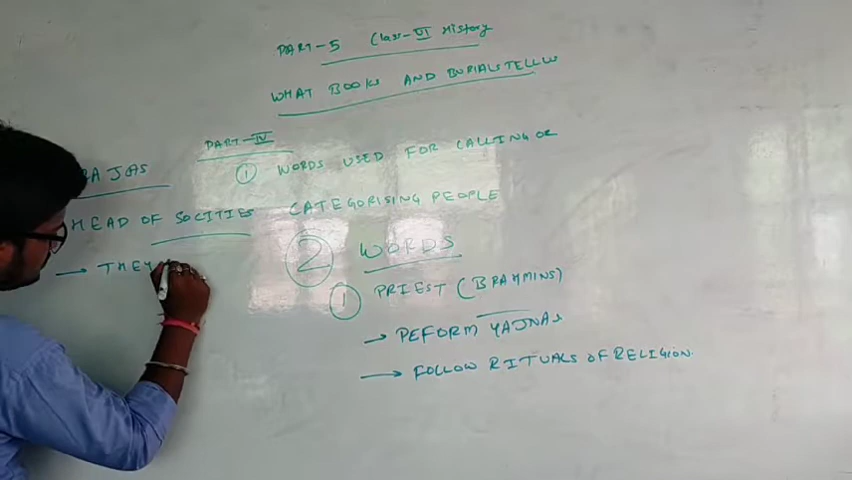 PART-5 Class-VI History
WHAT BOOKS AND BURIALS TELL US
PART-IV
① WORDS USED FOR CALLING OR
CATEGORISING PEOPLE
② WORDS
① PRIEST (BRAHMINS)
→ PEFORM YAJNAS
→ FOLLOW RITUALS OF RELIGION
RAJAS
HEAD OF SOCITIES
→ THEY